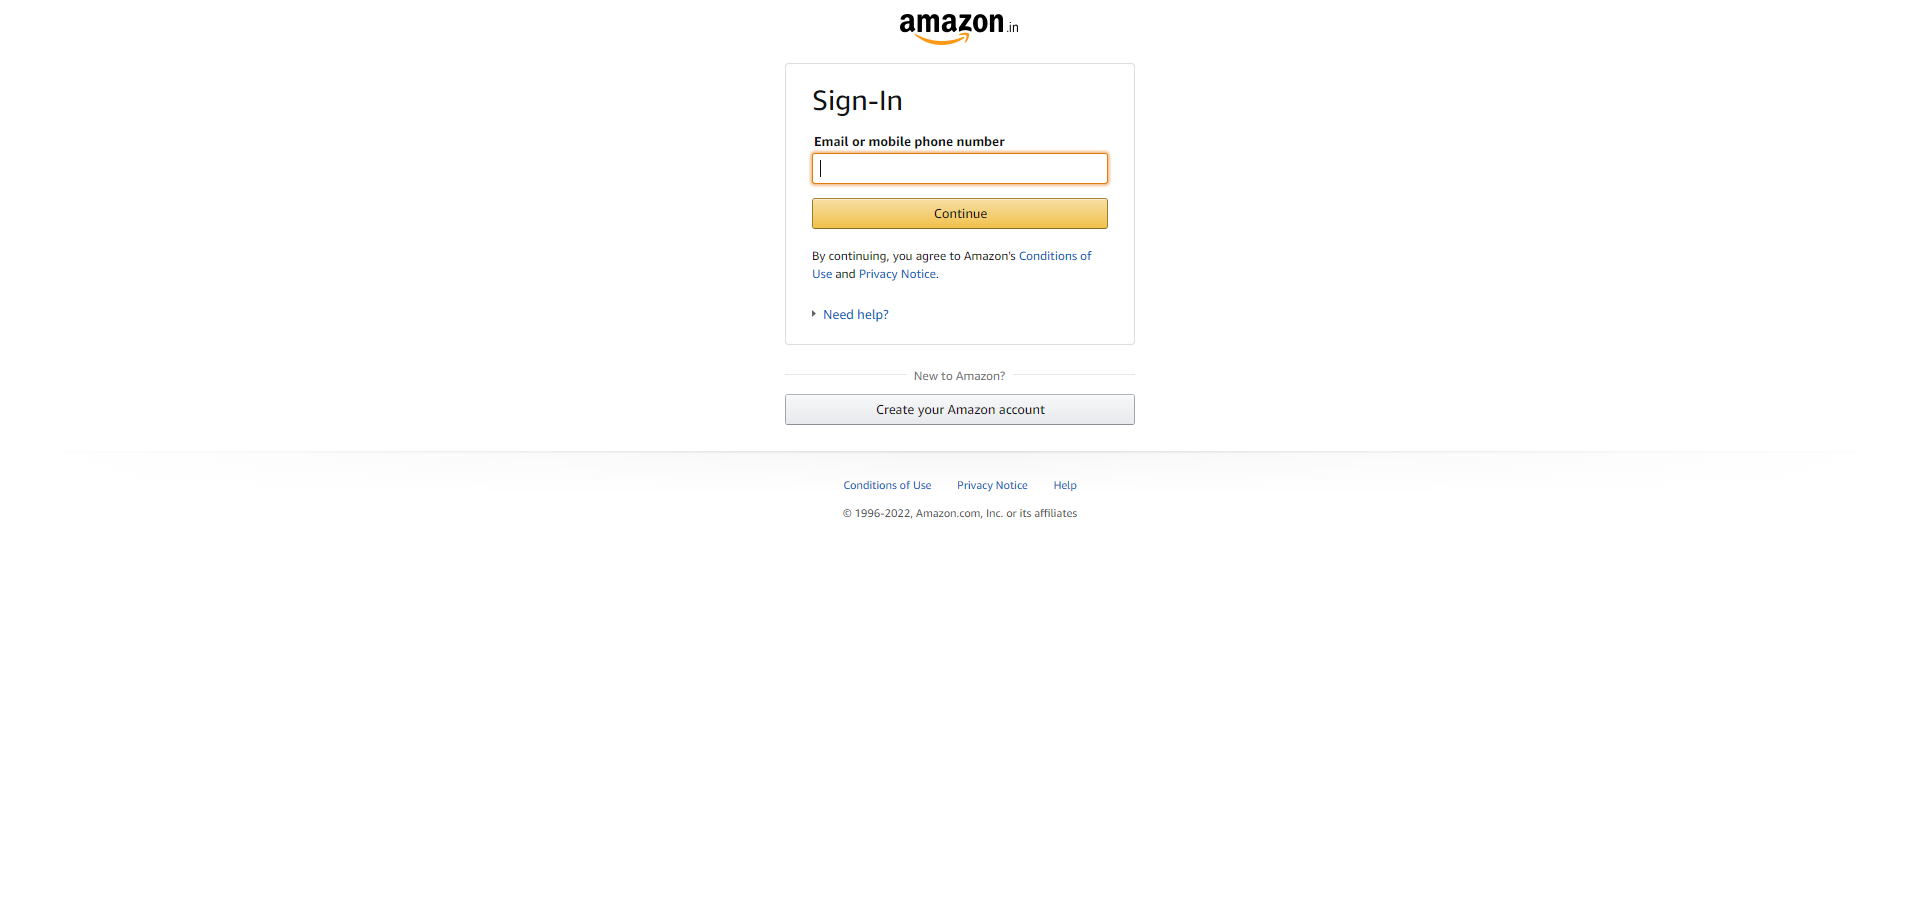 amazon.in
Sign-In
Email or mobile phone number
Continue
By continuing, you agree to Amazon's Conditions of
Use and Privacy Notice.
Need help?
New to Amazon?
Create your Amazon account
Conditions of Use Privacy Notice Help
© 1996-2022, Amazon.com, Inc. or its affiliates